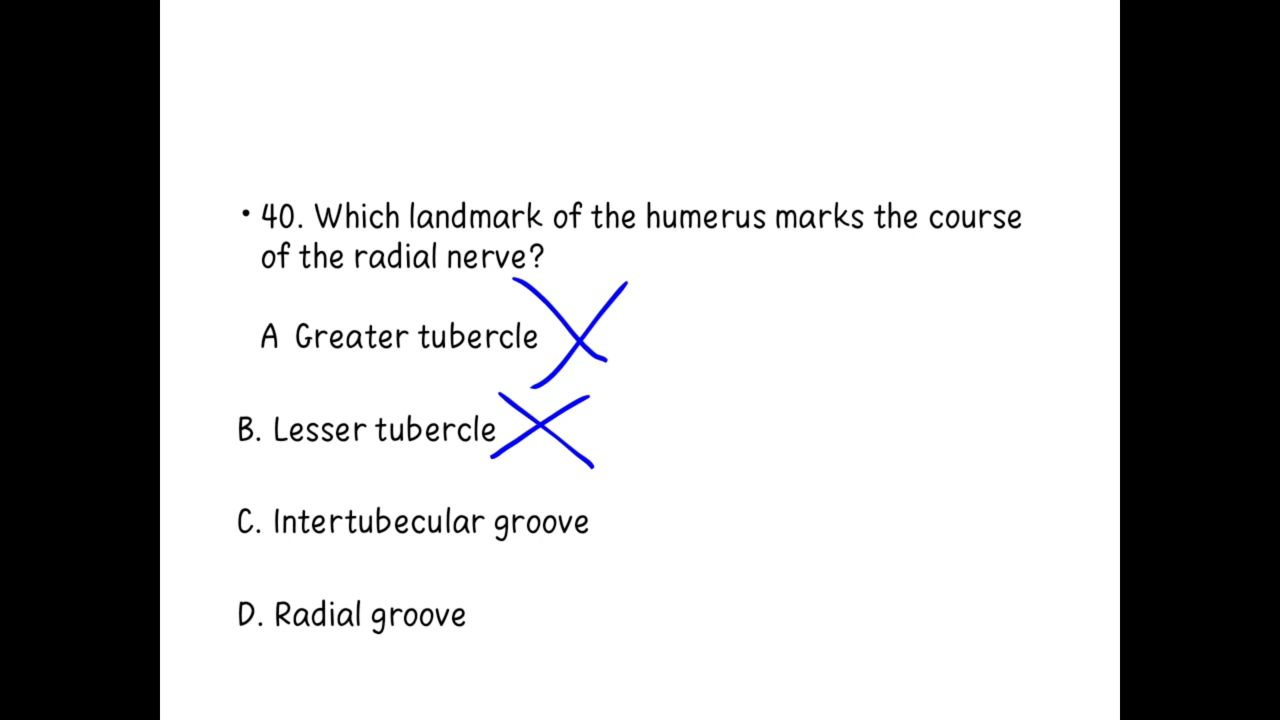 • 40. Which landmark of the humerus marks the course
of the radial nerve?
A Greater tubercle
B. Lesser tubercle
C. Intertubecular groove
D. Radial groove